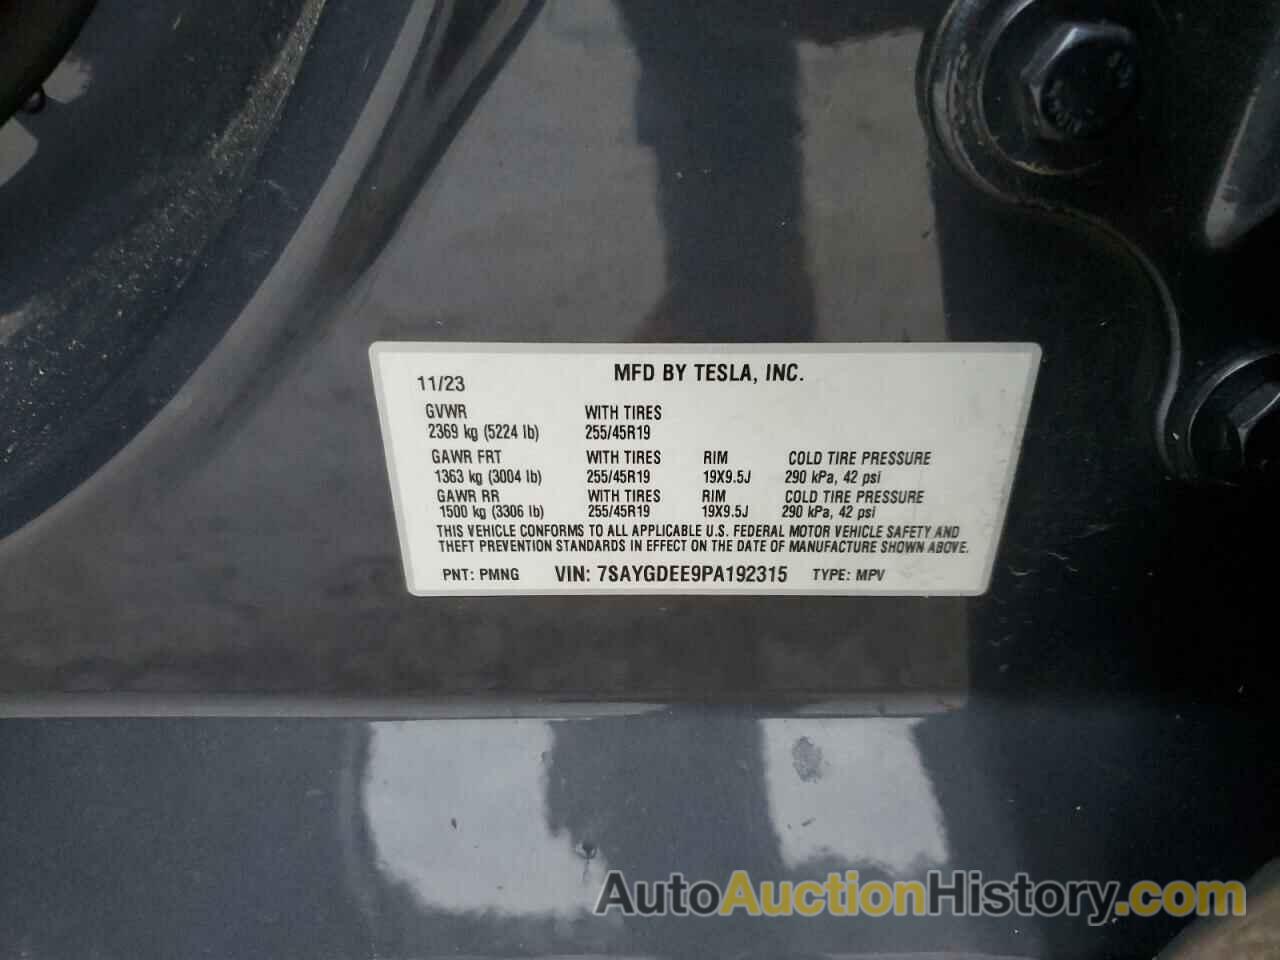 MFD BY TESLA, INC.
11/23
GVWR WITH TIRES
2369 kg (5224 lb) 255/45R19
GAWR FRT WITH TIRES RIM COLD TIRE PRESSURE
1363 kg (3004 lb) 255/45R19 19X9.5J 290 kPa, 42 psi
GAWR RR WITH TIRES RIM COLD TIRE PRESSURE
1500 kg (3306 lb) 255/45R19 19X9.5J 290 kPa, 42 psi
THIS VEHICLE CONFORMS TO ALL APPLICABLE U.S. FEDERAL MOTOR VEHICLE SAFETY AND
THEFT PREVENTION STANDARDS IN EFFECT ON THE DATE OF MANUFACTURE SHOWN ABOVE.
PNT: PMNG VIN: 7SAYGDEE9PA192315 TYPE: MPV
AutoAuctionHistory.com